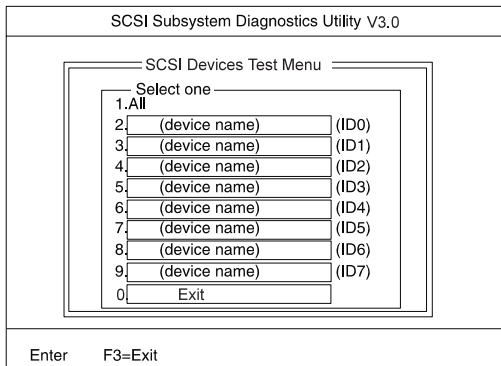 SCSI Subsystem Diagnostics Utility V3.0
SCSI Devices Test Menu
Select one
1.All
2. (device name) (ID0)
3. (device name) (ID1)
4. (device name) (ID2)
5. (device name) (ID3)
6. (device name) (ID4)
7. (device name) (ID5)
8. (device name) (ID6)
9. (device name) (ID7)
0. Exit
Enter F3=Exit